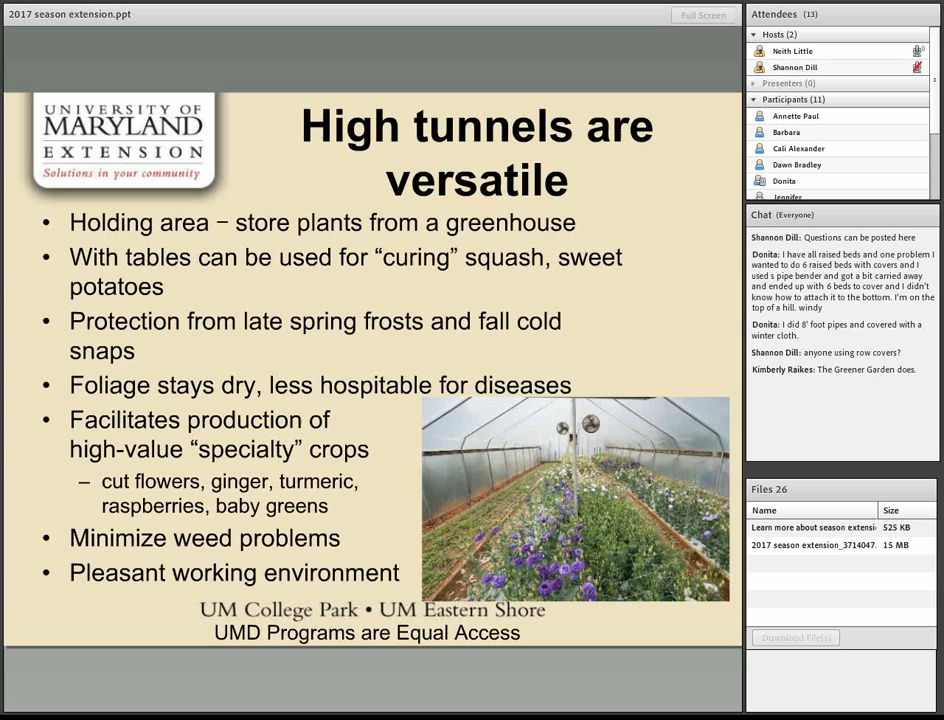 2017 season extension.ppt
Full Screen
UNIVERSITY OF
MARYLAND
EXTENSION
Solutions in your community
High tunnels are
versatile
• Holding area – store plants from a greenhouse
• With tables can be used for “curing” squash, sweet
potatoes
• Protection from late spring frosts and fall cold
snaps
• Foliage stays dry, less hospitable for diseases
• Facilitates production of
high-value “specialty” crops
– cut flowers, ginger, turmeric,
raspberries, baby greens
• Minimize weed problems
• Pleasant working environment
UM College Park • UM Eastern Shore
UMD Programs are Equal Access
Attendees (13)
Hosts (2)
Neith Little
Shannon Dill
Presenters (0)
Participants (11)
Annette Paul
Barbara
Cali Alexander
Dawn Bradley
Donita
Jennifer
Chat (Everyone)
Shannon Dill: Questions can be posted here
Donita: I have all raised beds and one problem I
wanted to do 6 raised beds with covers and I
used s pipe bender and got a bit carried away
and ended up with 6 beds to cover and I didn't
know how to attach it to the bottom. I'm on the
top of a hill. windy
Donita: I did 8' foot pipes and covered with a
winter cloth.
Shannon Dill: anyone using row covers?
Kimberly Raikes: The Greener Garden does.
Files 26
Name Size
Learn more about season extensi 525 KB
2017 season extension_3714047. 15 MB
Download File(s)